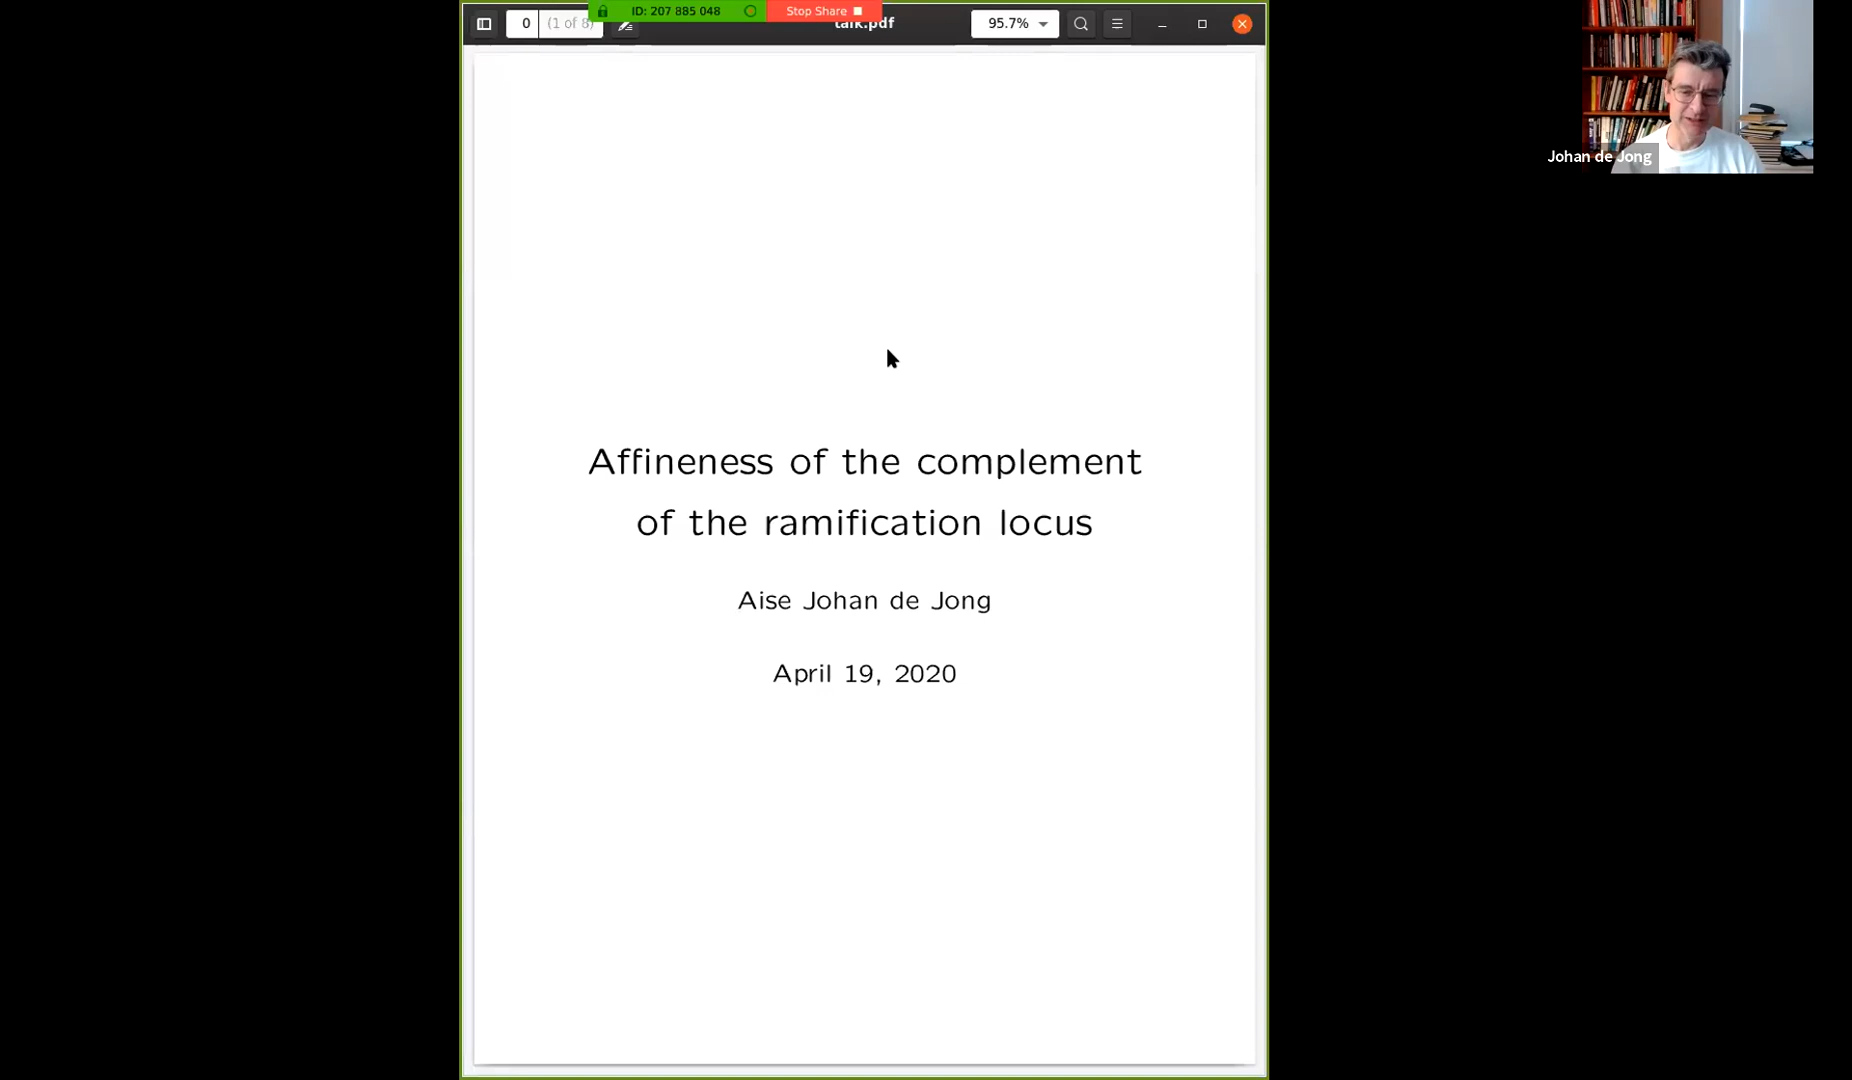 ID: 207 885 048
Stop Share
0
(1 of 8)
talk.pdf
95.7%
Johan de Jong
Affineness of the complement
of the ramification locus
Aise Johan de Jong
April 19, 2020